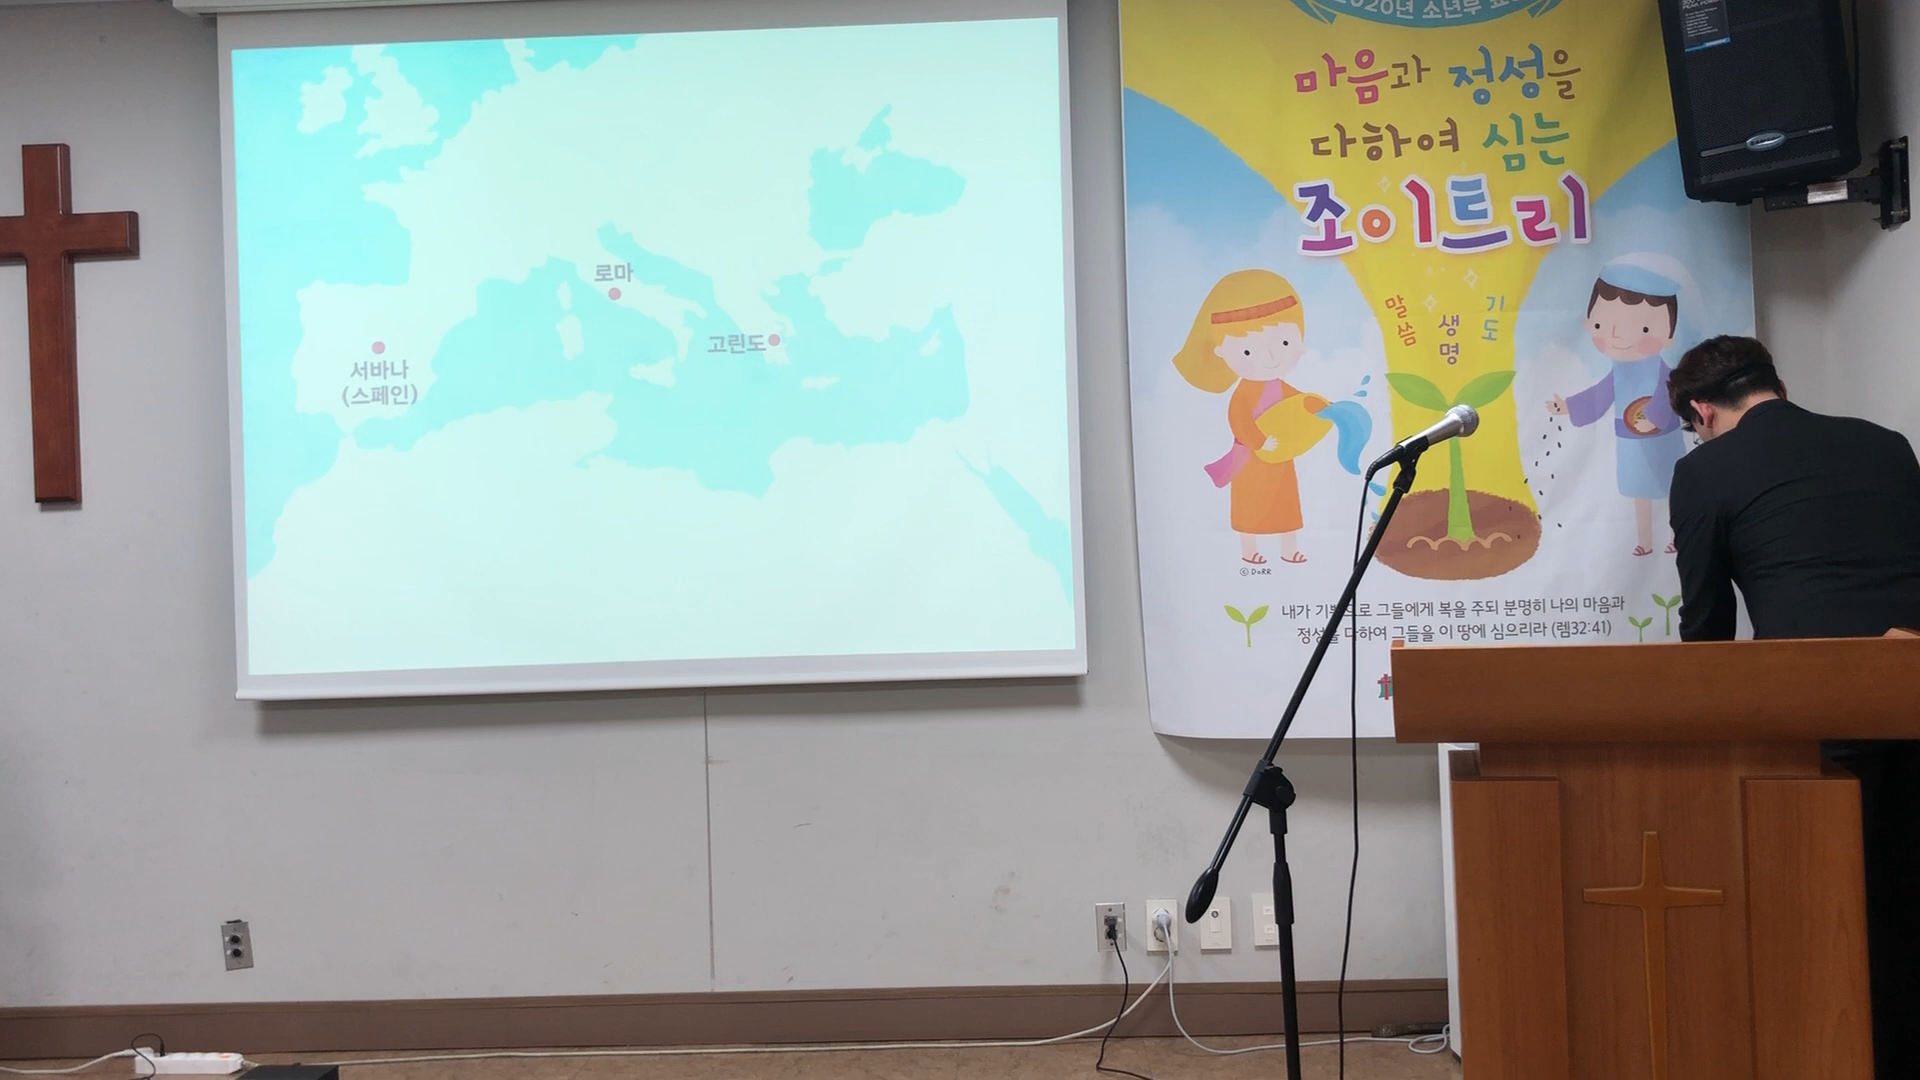 로마
고린도
서바나
(스페인)
2020년 소년부
마음과 정성을
다하여 심는
조이트리
말씀
생명
기도
© DaRR
내가 기쁨으로 그들에게 복을 주되 분명히 나의 마음과
정성을 다하여 그들을 이 땅에 심으리라 (렘32:41)